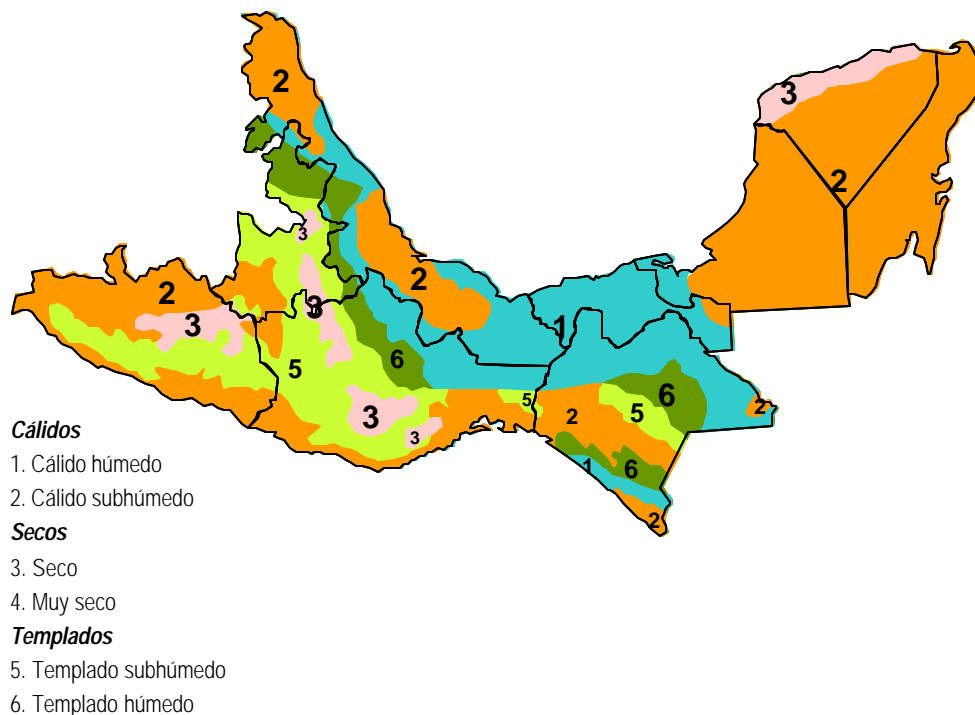 2
3
2
3
2
2
3
3
1
5
6
6
3
5
5
2
2
3
1
6
2
Cálidos
1. Cálido húmedo
2. Cálido subhúmedo
Secos
3. Seco
4. Muy seco
Templados
5. Templado subhúmedo
6. Templado húmedo